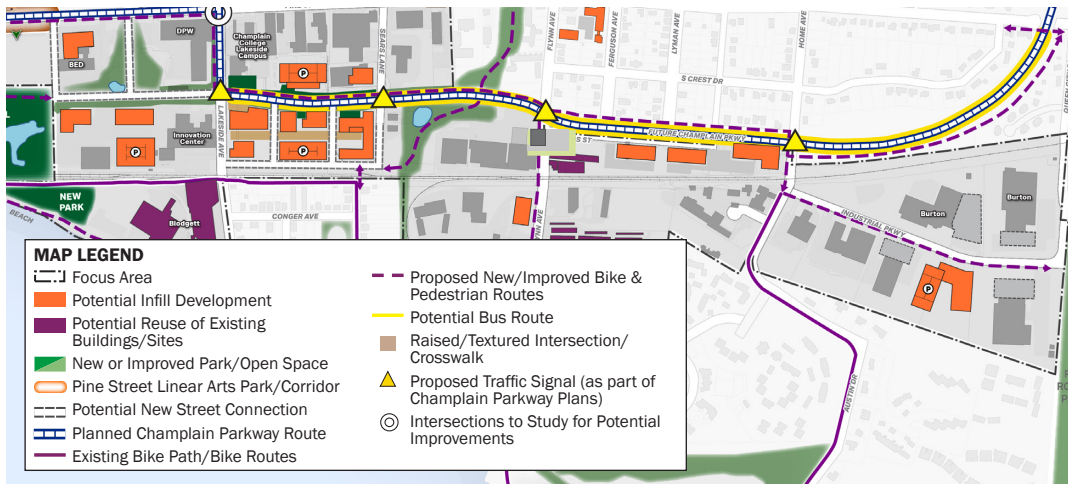 DPW
BED
Champlain
College
Lakeside
Campus
P
SEARS LANE
FLYNN AVE
FERGUSON AVE
LYMAN AVE
HOME AVE
S CREST DR
LAKESIDE AVE
Innovation
Center
P
P
FUTURE CHAMPLAIN PKWY
S ST
NEW
PARK
BEACH
Blodgett
CONGER AVE
YNN AVE
INDUSTRIAL PKWY
Burton
Burton
P
AUSTIN DR
MAP LEGEND
Focus Area
Potential Infill Development
Potential Reuse of Existing
Buildings/Sites
New or Improved Park/Open Space
Pine Street Linear Arts Park/Corridor
Potential New Street Connection
Planned Champlain Parkway Route
Existing Bike Path/Bike Routes
Proposed New/Improved Bike &
Pedestrian Routes
Potential Bus Route
Raised/Textured Intersection/
Crosswalk
Proposed Traffic Signal (as part of
Champlain Parkway Plans)
Intersections to Study for Potential
Improvements